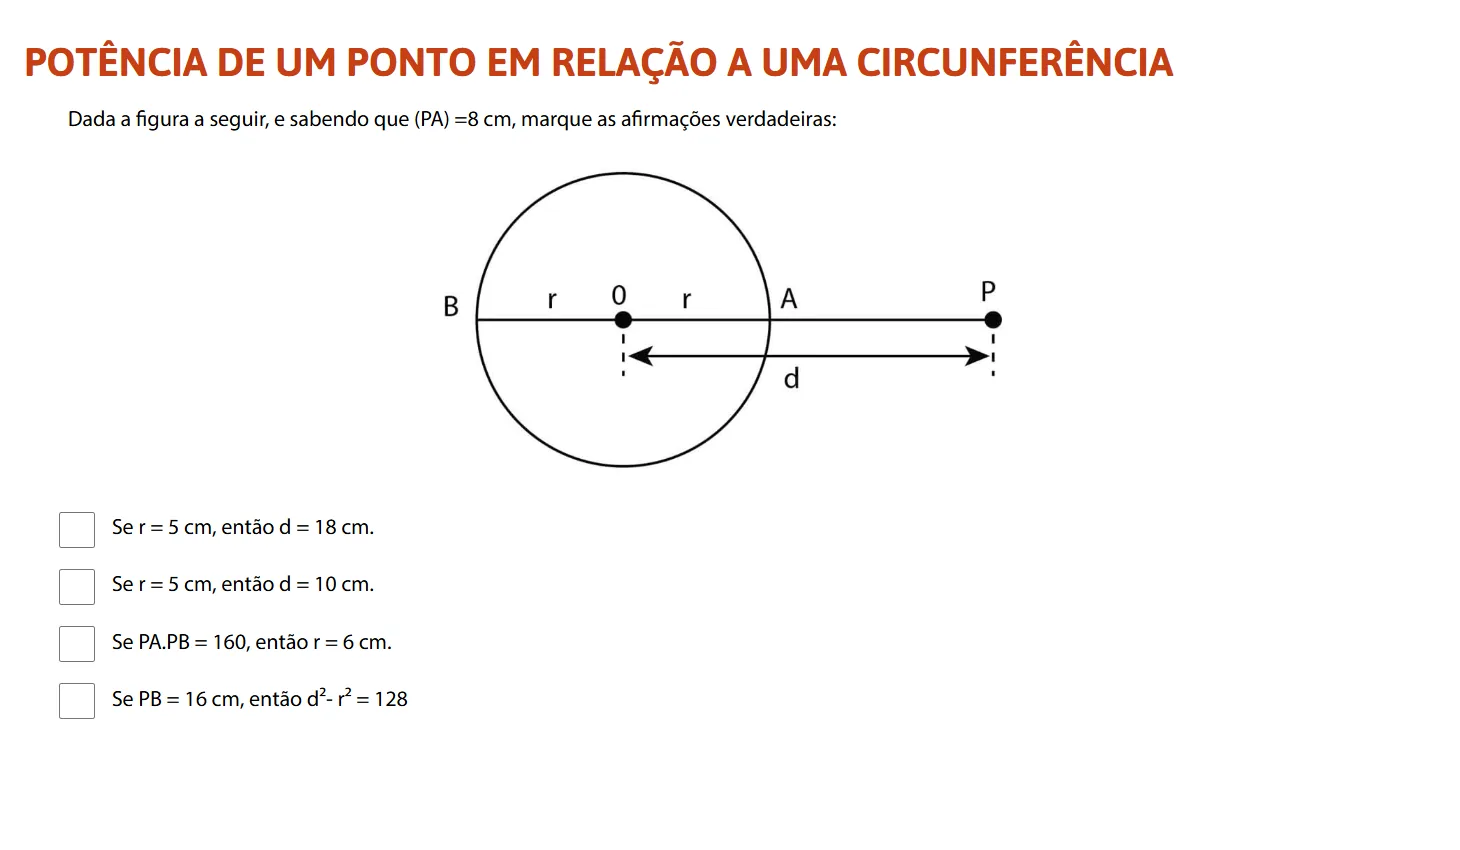 POTÊNCIA DE UM PONTO EM RELAÇÃO A UMA CIRCUNFERÊNCIA
Dada a figura a seguir, e sabendo que (PA) =8 cm, marque as afirmações verdadeiras:
B r 0 r A P
d
Se r = 5 cm, então d = 18 cm.
Se r = 5 cm, então d = 10 cm.
Se PA.PB = 160, então r = 6 cm.
Se PB = 16 cm, então d²- r² = 128